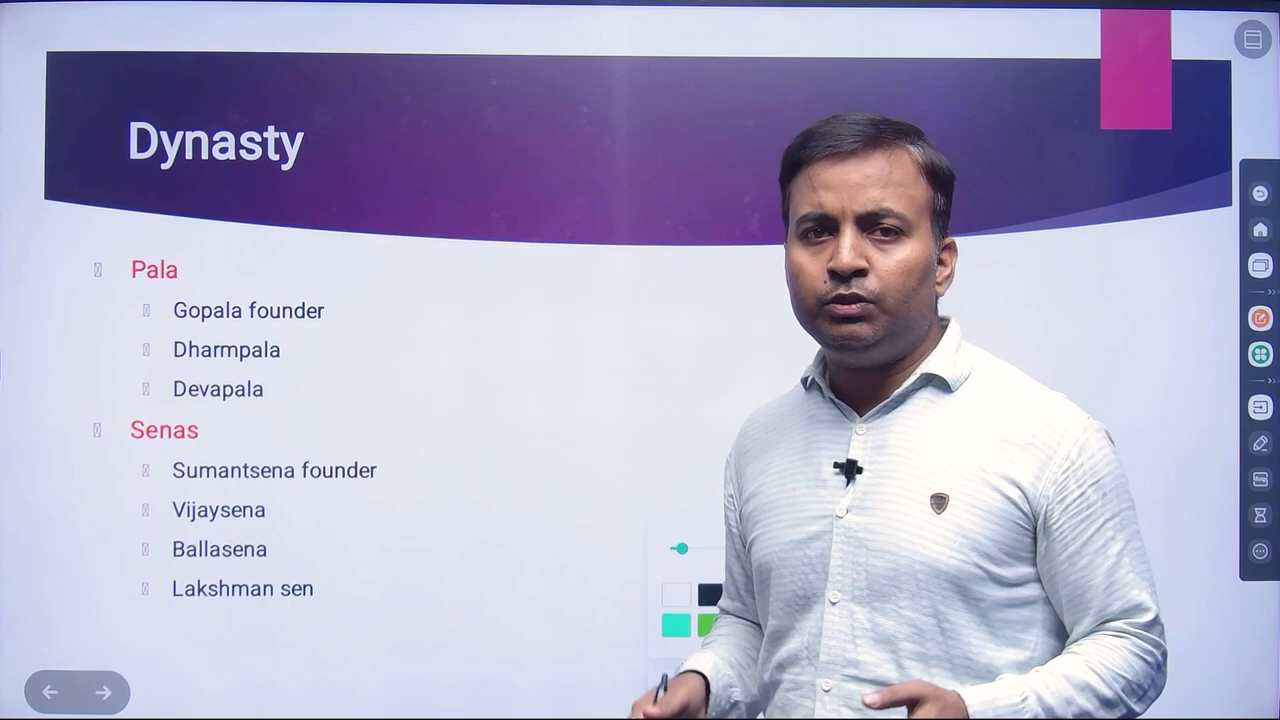 Dynasty
Pala
Gopala founder
Dharmpala
Devapala
Senas
Sumantsena founder
Vijaysena
Ballasena
Lakshman sen